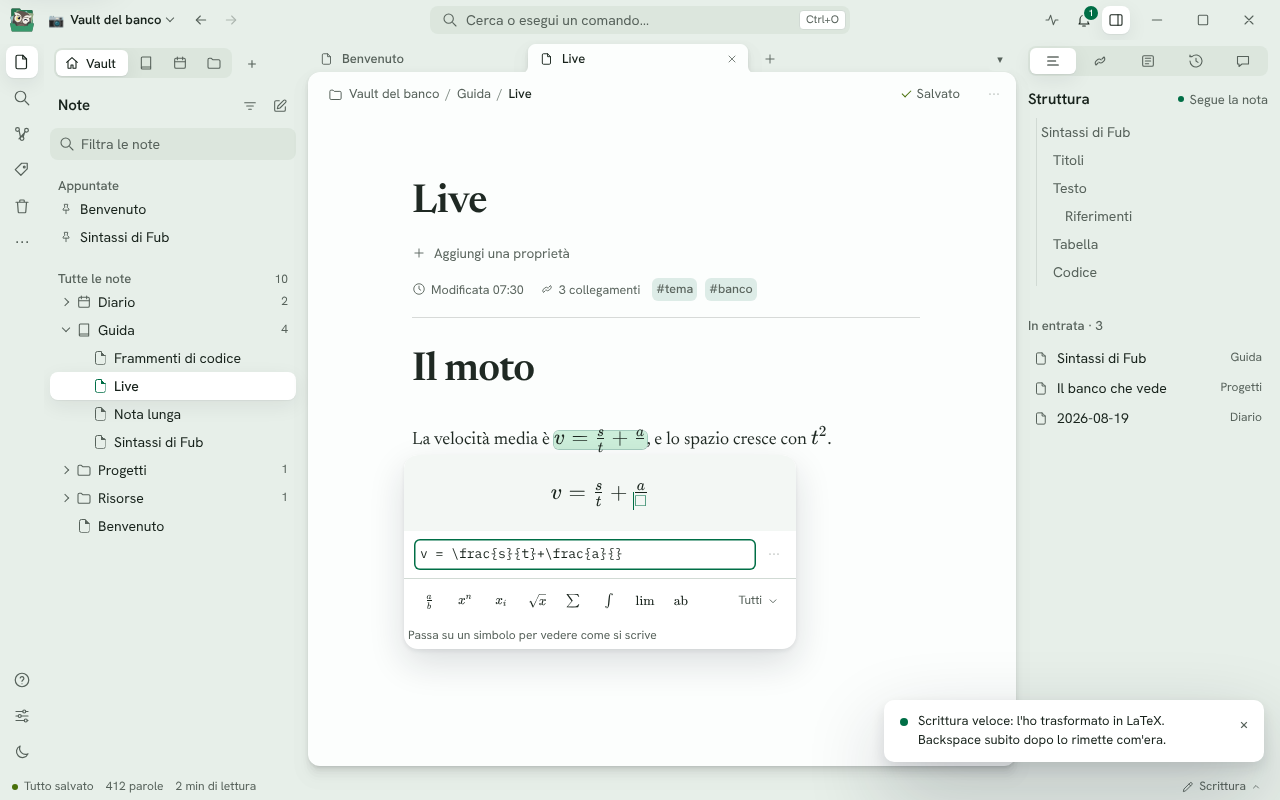 Vault del banco
Cerca o esegui un comando...
Ctrl+O
1
Vault
Benvenuto
Live
Note
Filtra le note
Appuntate
Benvenuto
Sintassi di Fub
Tutte le note 10
Diario 2
Guida 4
Frammenti di codice
Live
Nota lunga
Sintassi di Fub
Progetti 1
Risorse 1
Benvenuto
Vault del banco / Guida / Live
Salvato
Live
Aggiungi una proprietà
Modificata 07:30
3 collegamenti
#tema
#banco
Il moto
La velocità media è v = s/t + a, e lo spazio cresce con t².
v = s/t + a/□
v = \frac{s}{t}+\frac{a}{}
a/b xⁿ xᵢ √x ∑ ∫ lim ab Tutti
Passa su un simbolo per vedere come si scrive
Struttura
Segue la nota
Sintassi di Fub
Titoli
Testo
Riferimenti
Tabella
Codice
In entrata · 3
Sintassi di Fub Guida
Il banco che vede Progetti
2026-08-19 Diario
Scrittura veloce: l'ho trasformato in LaTeX.
Backspace subito dopo lo rimette com'era.
Tutto salvato
412 parole
2 min di lettura
Scrittura